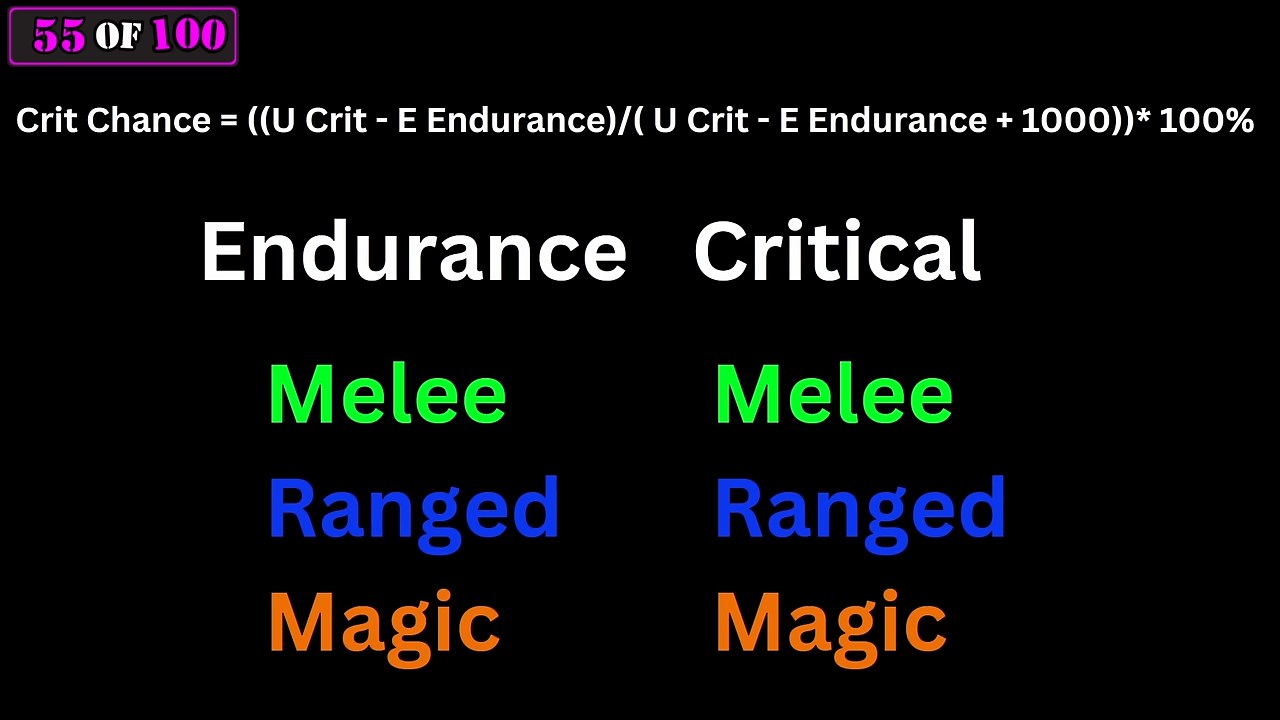 55 OF 100
Crit Chance = ((U Crit - E Endurance)/( U Crit - E Endurance + 1000))* 100%
Endurance Critical
Melee Melee
Ranged Ranged
Magic Magic